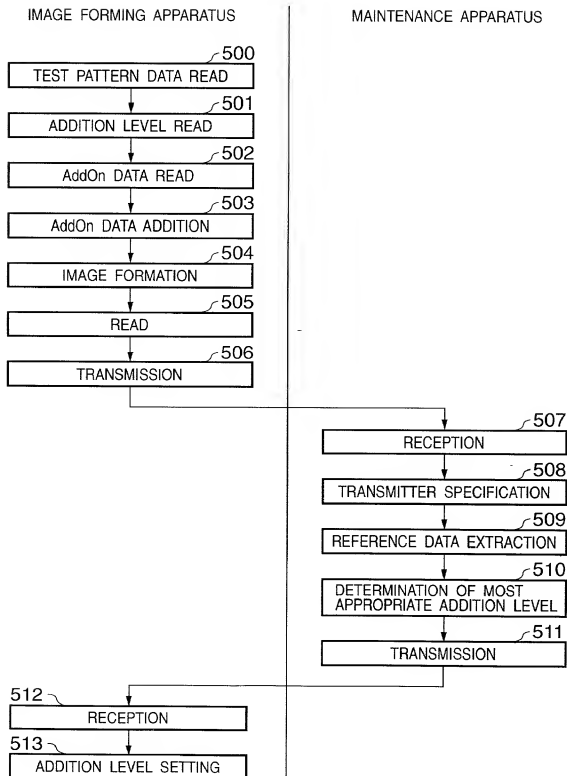 IMAGE FORMING APPARATUS
MAINTENANCE APPARATUS
500
TEST PATTERN DATA READ
501
ADDITION LEVEL READ
502
AddOn DATA READ
503
AddOn DATA ADDITION
504
IMAGE FORMATION
505
READ
506
TRANSMISSION
507
RECEPTION
508
TRANSMITTER SPECIFICATION
509
REFERENCE DATA EXTRACTION
510
DETERMINATION OF MOST
APPROPRIATE ADDITION LEVEL
511
TRANSMISSION
512
RECEPTION
513
ADDITION LEVEL SETTING